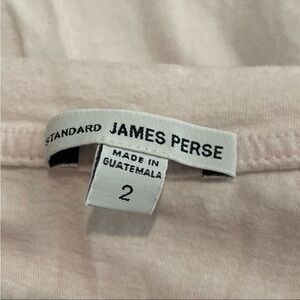 STANDARD JAMES PERSE
MADE IN
GUATEMALA
2